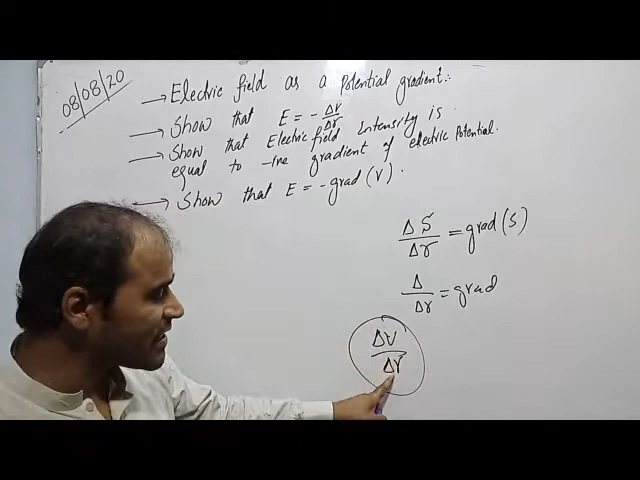 08/08/20
→ Electric field as a potential gradient:.
→ Show that E = - ΔV/Δr
→ Show that Electric field Intensity is
equal to -ive gradient of electric Potential.
→ Show that E = - grad (V).
ΔS/Δr = grad (S)
Δ/Δr = grad
ΔV/Δr